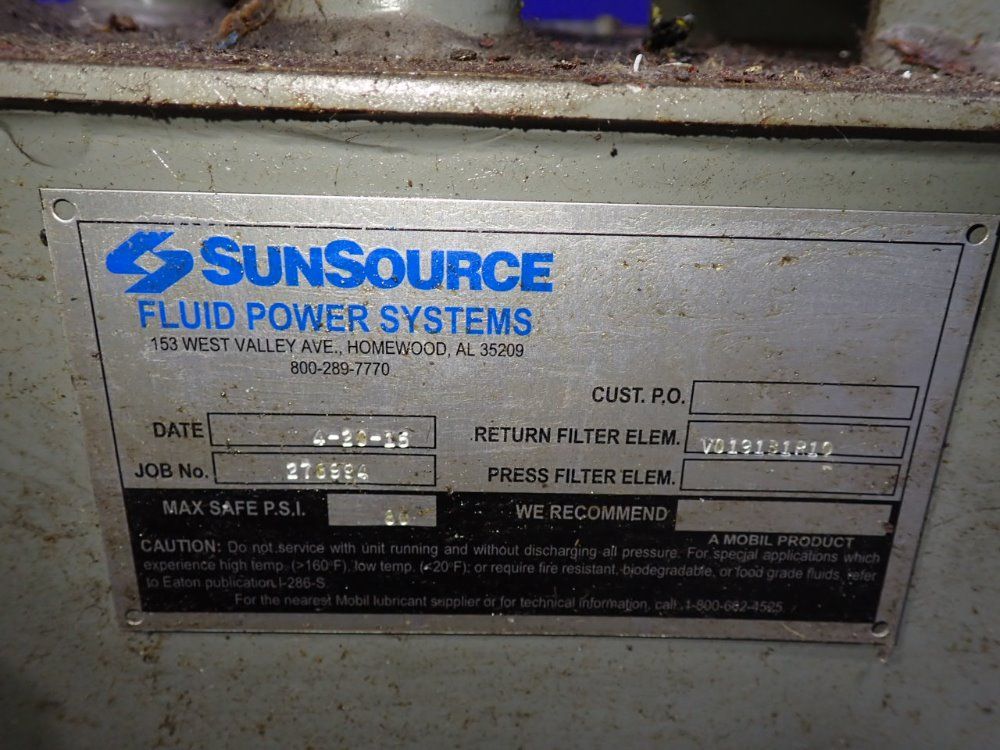 SUNSOURCE
FLUID POWER SYSTEMS
153 WEST VALLEY AVE., HOMEWOOD, AL 35209
800-289-7770
CUST. P.O.
DATE 4-20-15
RETURN FILTER ELEM.
JOB No.
PRESS FILTER ELEM.
MAX SAFE P.S.I.
WE RECOMMEND
A MOBIL PRODUCT
CAUTION: Do not service with unit running and without discharging all pressure. For special applications which
experience high temp. (>160°F), low temp. (<20°F); or require fire resistant, biodegradable, or food grade fluids, refer
to Eaton publication I-286-S.
For the nearest Mobil lubricant supplier or for technical information, call 1-800-662-4525